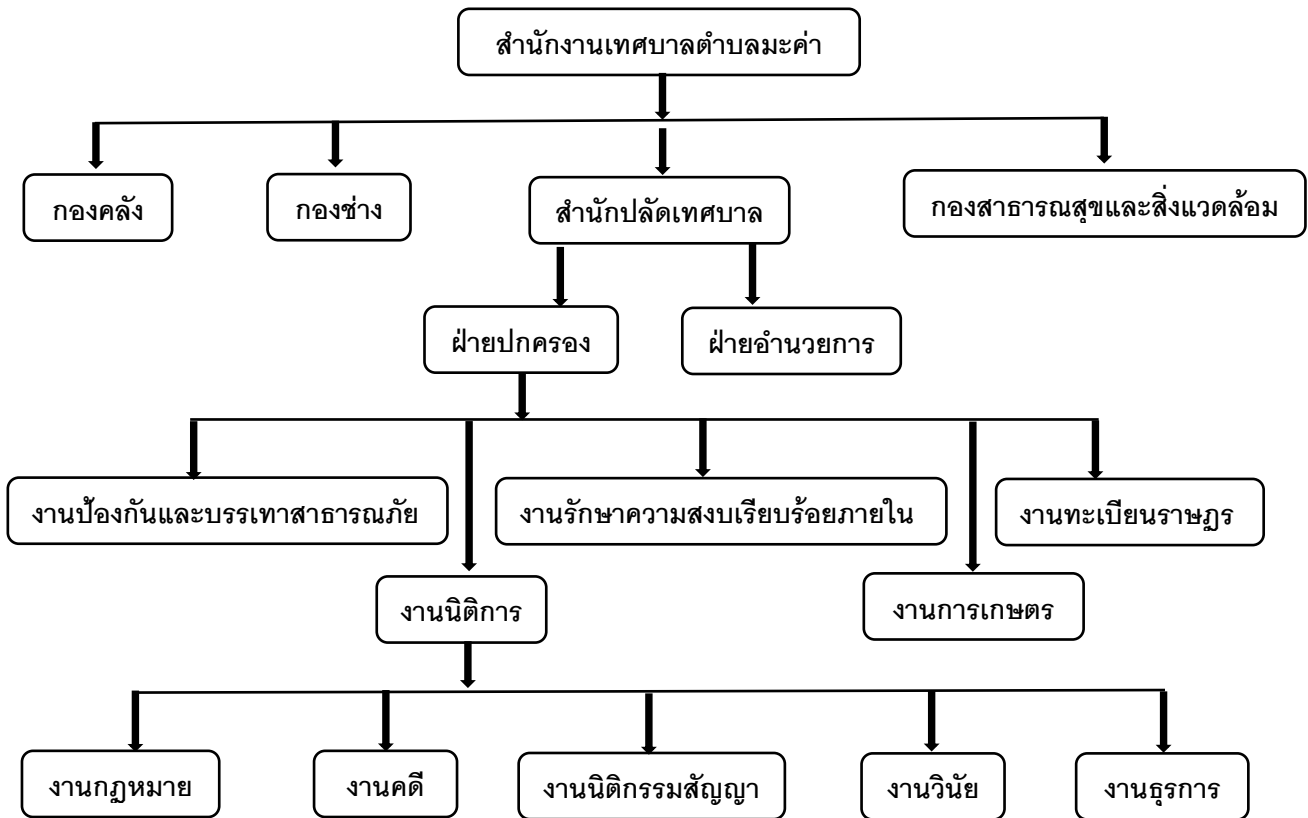 สำนักงานเทศบาลตำบลมะค่า
กองคลัง
กองช่าง
สำนักปลัดเทศบาล
กองสาธารณสุขและสิ่งแวดล้อม
ฝ่ายปกครอง
ฝ่ายอำนวยการ
งานป้องกันและบรรเทาสาธารณภัย
งานรักษาความสงบเรียบร้อยภายใน
งานทะเบียนราษฎร
งานนิติการ
งานการเกษตร
งานกฎหมาย
งานคดี
งานนิติกรรมสัญญา
งานวินัย
งานธุรการ